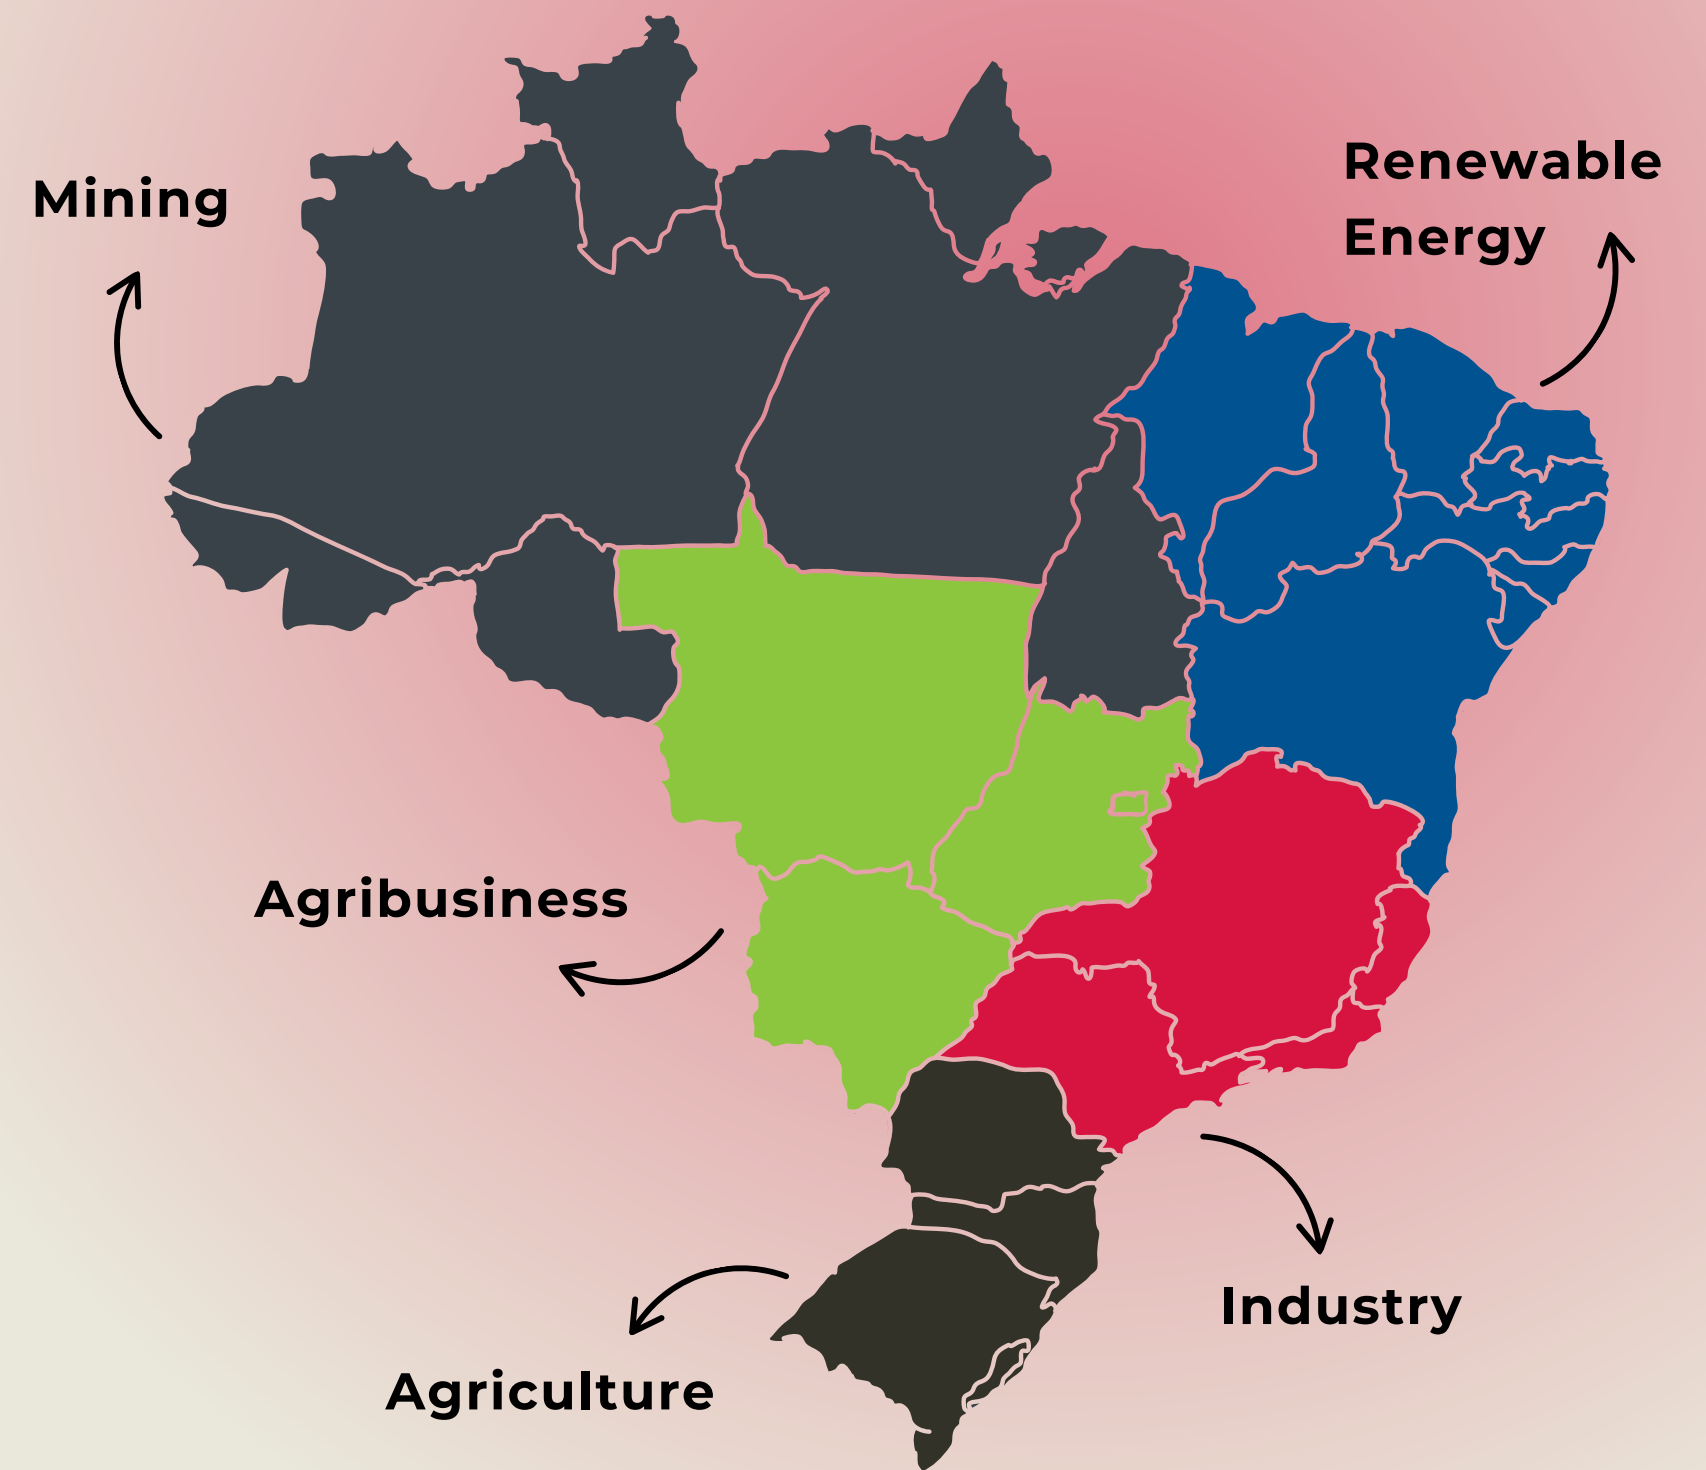 Mining
Renewable
Energy
Agribusiness
Industry
Agriculture